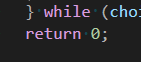 } while (choi
return 0;